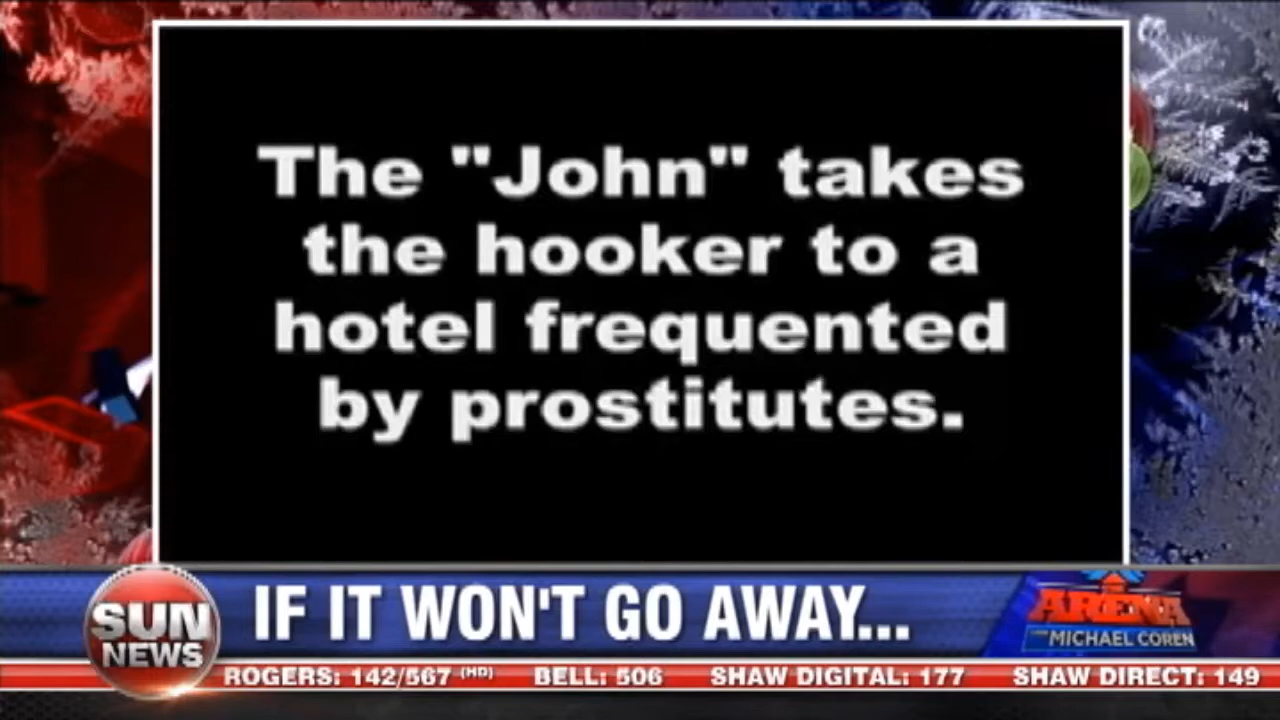 The "John" takes
the hooker to a
hotel frequented
by prostitutes.
IF IT WON'T GO AWAY...
SUN
NEWS
ARENA
WITH MICHAEL COREN
ROGERS: 142/567 (HD) BELL: 506 SHAW DIGITAL: 177 SHAW DIRECT: 149